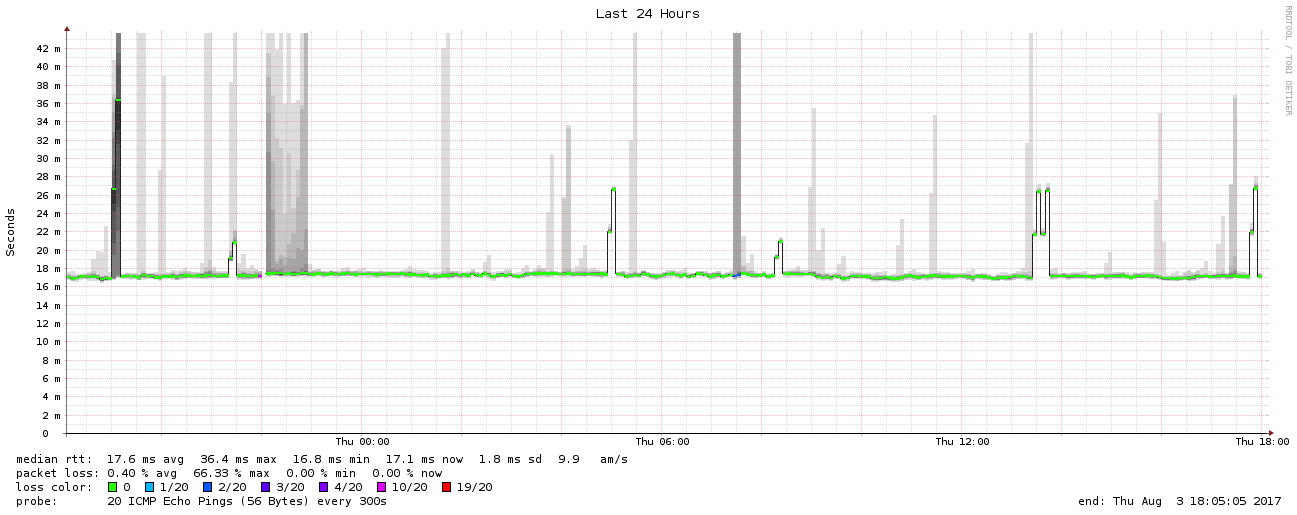 Last 24 Hours
RRDTOOL / TOBI OETIKER
Seconds
42 m
40 m
38 m
36 m
34 m
32 m
30 m
28 m
26 m
24 m
22 m
20 m
18 m
16 m
14 m
12 m
10 m
8 m
6 m
4 m
2 m
0
Thu 00:00 Thu 06:00 Thu 12:00 Thu 18:00
median rtt: 17.6 ms avg 36.4 ms max 16.8 ms min 17.1 ms now 1.8 ms sd 9.9 am/s
packet loss: 0.40 % avg 66.33 % max 0.00 % min 0.00 % now
loss color: 0 1/20 2/20 3/20 4/20 10/20 19/20
probe: 20 ICMP Echo Pings (56 Bytes) every 300s end: Thu Aug 3 18:05:05 2017